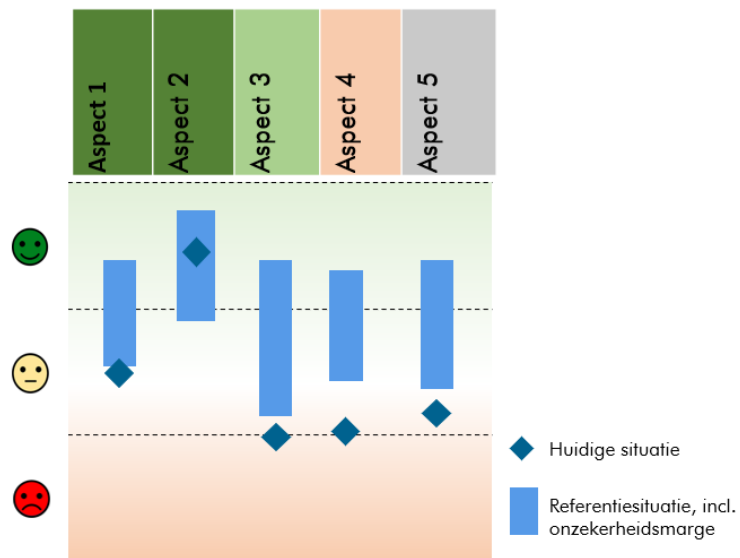 Aspect 1
Aspect 2
Aspect 3
Aspect 4
Aspect 5
Huidige situatie
Referentiesituatie, incl.
onzekerheidsmarge